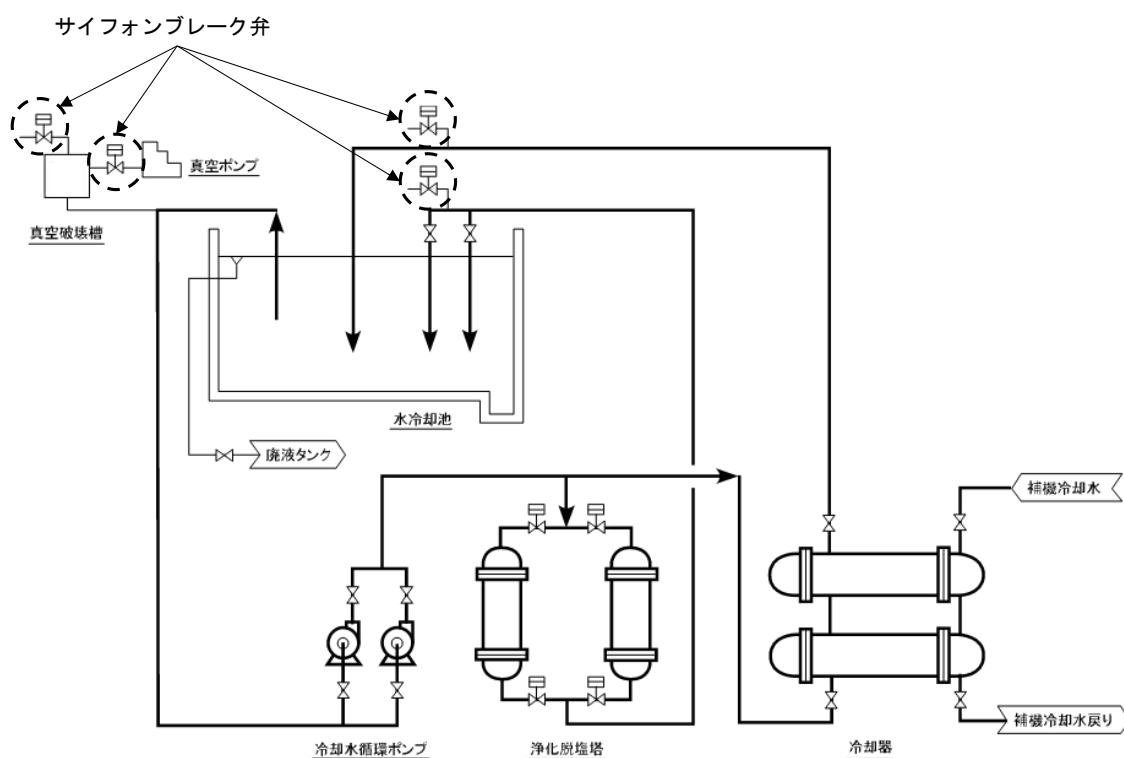 サイフォンブレーク弁
真空ポンプ
真空破壊槽
水冷却池
廃液タンク
補機冷却水
補機冷却水戻り
冷却水循環ポンプ
浄化脱塩塔
冷却器